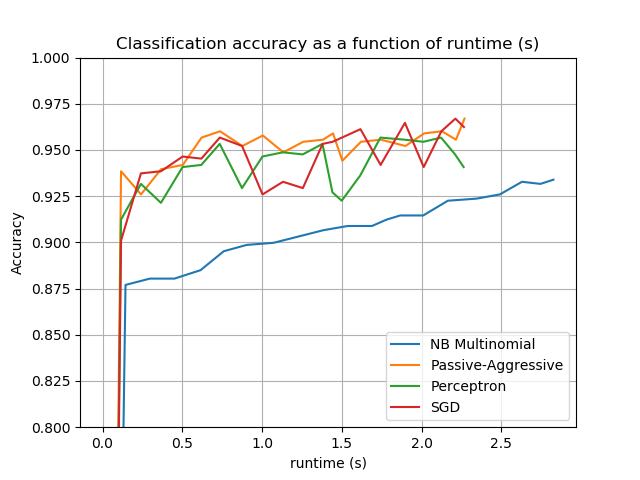 Classification accuracy as a function of runtime (s)
1.000
0.975
0.950
0.925
0.900
0.875
0.850
0.825
0.800
Accuracy
NB Multinomial
Passive-Aggressive
Perceptron
SGD
0.0 0.5 1.0 1.5 2.0 2.5
runtime (s)